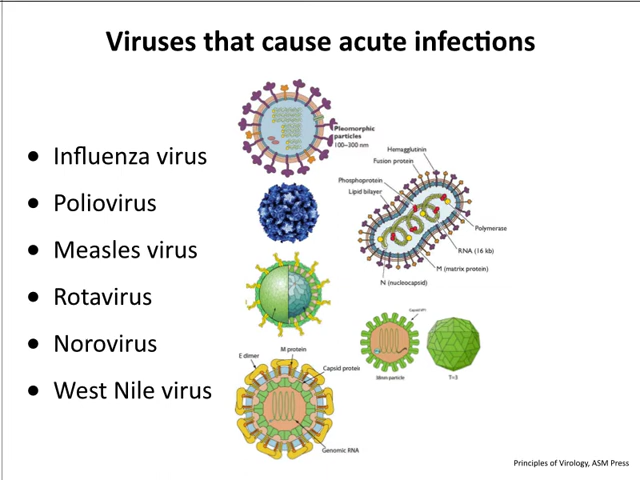 Viruses that cause acute infections
• Influenza virus
• Poliovirus
• Measles virus
• Rotavirus
• Norovirus
• West Nile virus
Pleomorphic
particles
100–300 nm
Hemagglutinin
Fusion protein
Phosphoprotein
Lipid bilayer
Polymerase
RNA (16 kb)
M (matrix protein)
N (nucleocapsid)
T=3
E dimer
M protein
Capsid protein
Genomic RNA
Principles of Virology, ASM Press